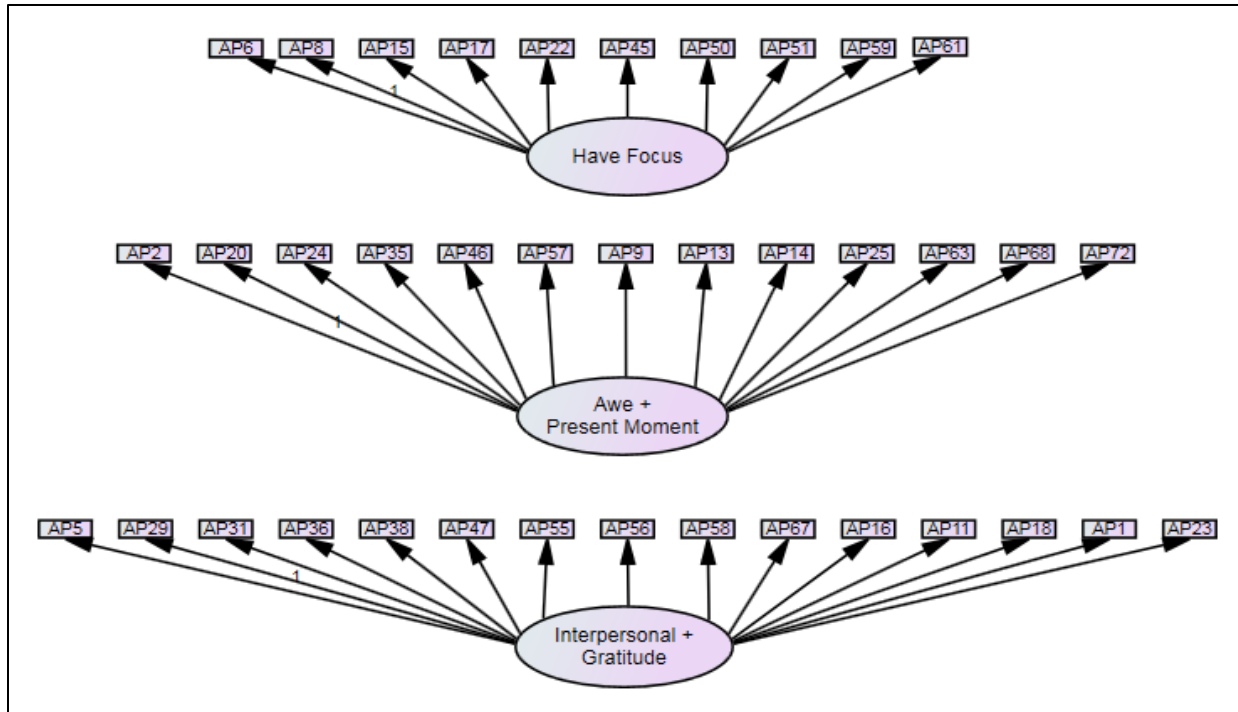 AP6 AP8 AP15 AP17 AP22 AP45 AP50 AP51 AP59 AP61
1
Have Focus
AP2 AP20 AP24 AP35 AP46 AP57 AP9 AP13 AP14 AP25 AP63 AP68 AP72
1
Awe +
Present Moment
AP5 AP29 AP31 AP36 AP38 AP47 AP55 AP56 AP58 AP67 AP16 AP11 AP18 AP1 AP23
1
Interpersonal +
Gratitude